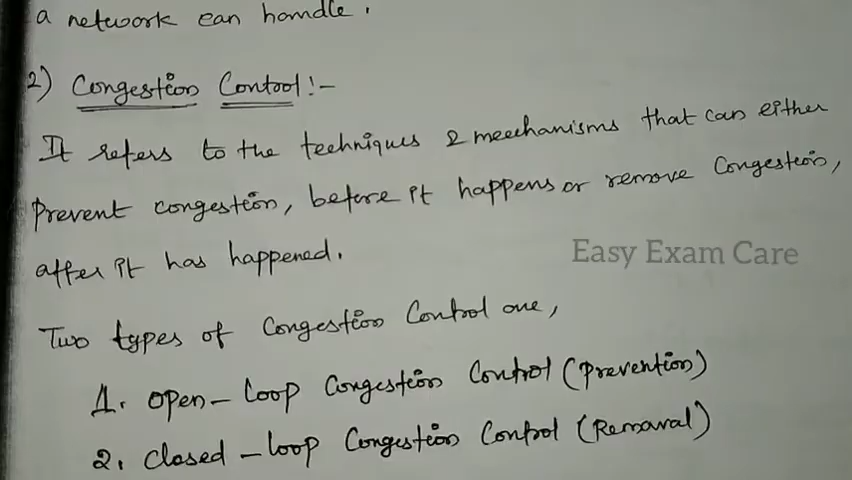 a network can handle.
2) Congestion Control:-
It refers to the techniques & meechanisms that can either
Prevent congestion, before it happens or remove Congestion,
after it has happened.
Easy Exam Care
Two types of Congestion Control are,
1. open-Loop Congestion Control (Prevention)
2. closed-loop Congestion Control (Removal)